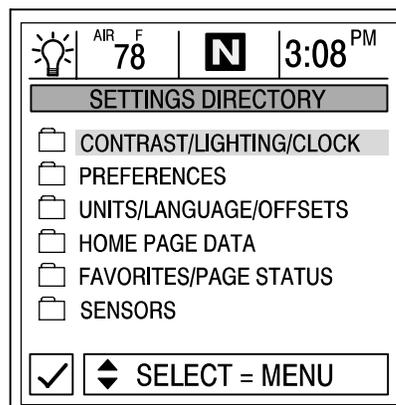 AIR F
78 N 3:08 PM
SETTINGS DIRECTORY
CONTRAST/LIGHTING/CLOCK
PREFERENCES
UNITS/LANGUAGE/OFFSETS
HOME PAGE DATA
FAVORITES/PAGE STATUS
SENSORS
SELECT = MENU